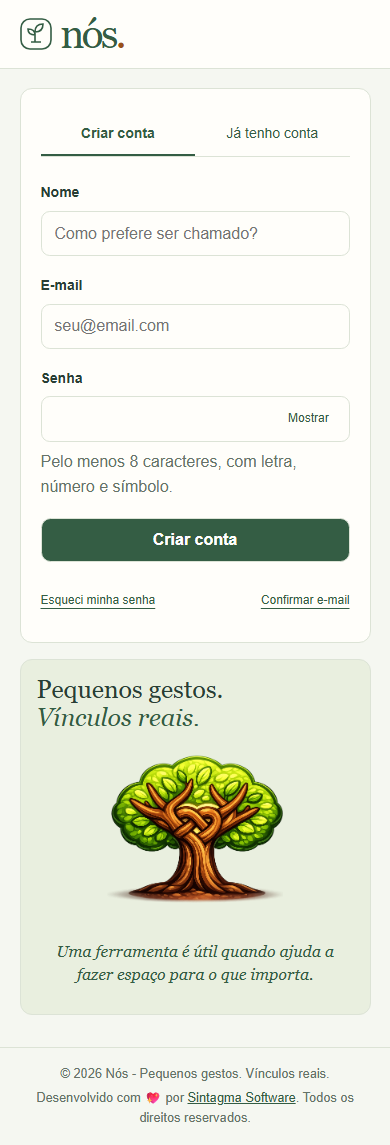 nós.
Criar conta
Já tenho conta
Nome
Como prefere ser chamado?
E-mail
seu@email.com
Senha
Mostrar
Pelo menos 8 caracteres, com letra,
número e símbolo.
Criar conta
Esqueci minha senha
Confirmar e-mail
Pequenos gestos.
Vínculos reais.
Uma ferramenta é útil quando ajuda a
fazer espaço para o que importa.
© 2026 Nós - Pequenos gestos. Vínculos reais.
Desenvolvido com 💖 por Sintagma Software. Todos os
direitos reservados.